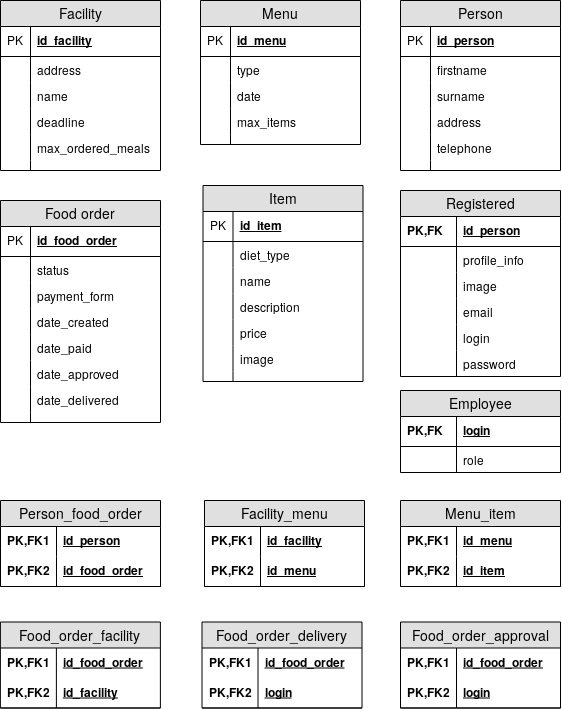 Facility
PK id_facility
address
name
deadline
max_ordered_meals
Menu
PK id_menu
type
date
max_items
Person
PK id_person
firstname
surname
address
telephone
Food order
PK id_food_order
status
payment_form
date_created
date_paid
date_approved
date_delivered
Item
PK id_item
diet_type
name
description
price
image
Registered
PK,FK id_person
profile_info
image
email
login
password
Employee
PK,FK login
role
Person_food_order
PK,FK1 id_person
PK,FK2 id_food_order
Facility_menu
PK,FK1 id_facility
PK,FK2 id_menu
Menu_item
PK,FK1 id_menu
PK,FK2 id_item
Food_order_facility
PK,FK1 id_food_order
PK,FK2 id_facility
Food_order_delivery
PK,FK1 id_food_order
PK,FK2 login
Food_order_approval
PK,FK1 id_food_order
PK,FK2 login